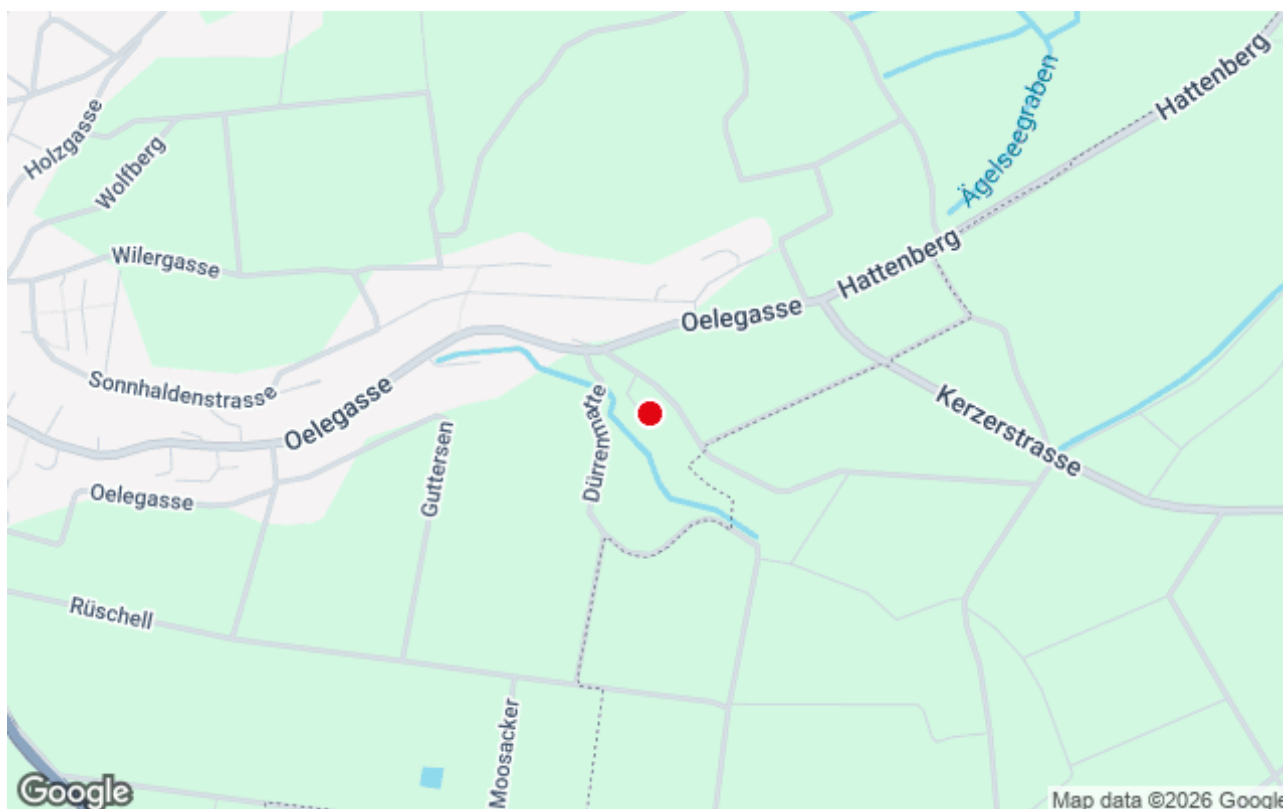 Hattenberg
Holzgasse
Ägelseegraben
Wolfberg
Wilergasse
Hattenberg
Oelegasse
Sonnhaldenstrasse
Oelegasse
Kerzerstrasse
Dürrenmatte
Guttersen
Oelegasse
Rüschell
Moosacker
Google
Map data ©2026 Google